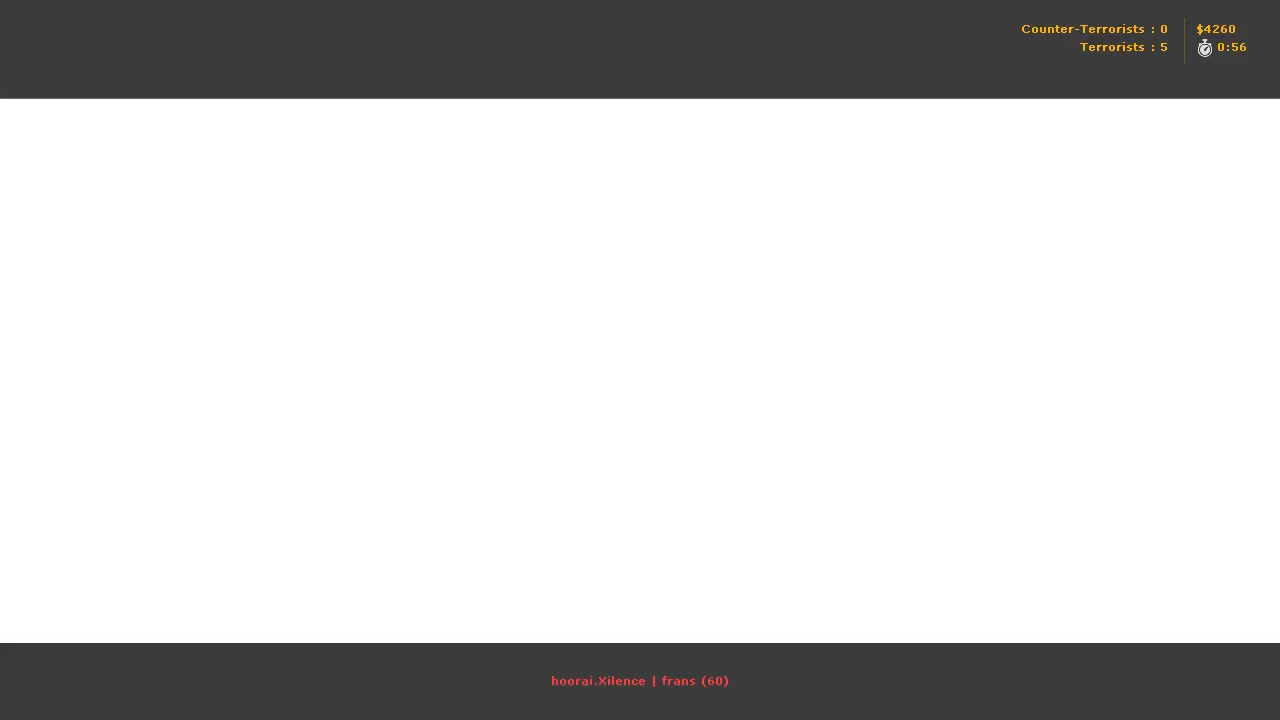 Counter-Terrorists : 0
Terrorists : 5
$4260
0:56
hoorai.Xilence | frans (60)